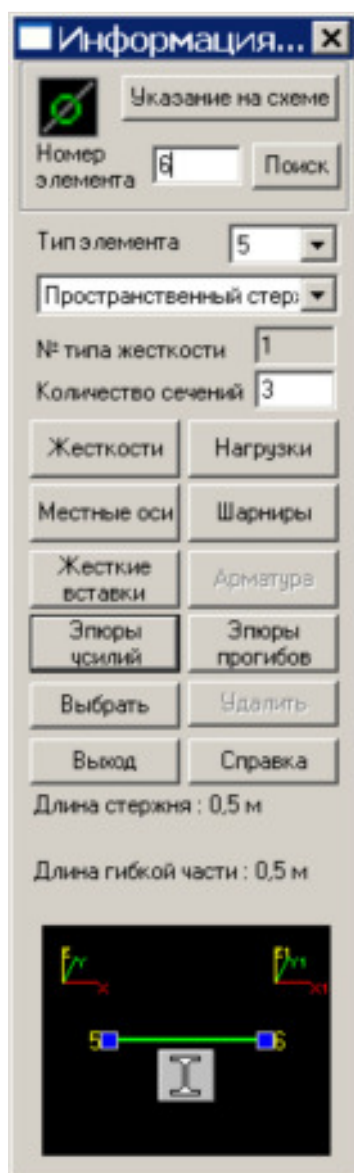 Информация...
Указание на схеме
Номер элемента 6 Поиск
Тип элемента 5
Пространственный стер
№ типа жесткости 1
Количество сечений 3
Жесткости Нагрузки
Местные оси Шарниры
Жесткие вставки Арматура
Эпюры усилий Эпюры прогибов
Выбрать Удалить
Выход Справка
Длина стержня : 0,5 м
Длина гибкой части : 0,5 м
X X1
5 6